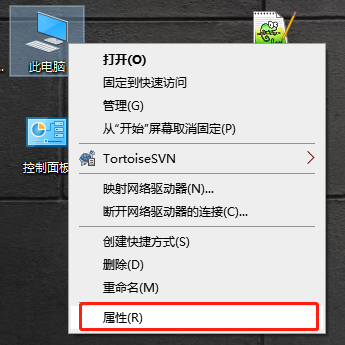 此电脑
控制面板
打开(O)
固定到快速访问
管理(G)
从"开始"屏幕取消固定(P)
TortoiseSVN
映射网络驱动器(N)...
断开网络驱动器的连接(C)...
创建快捷方式(S)
删除(D)
重命名(M)
属性(R)